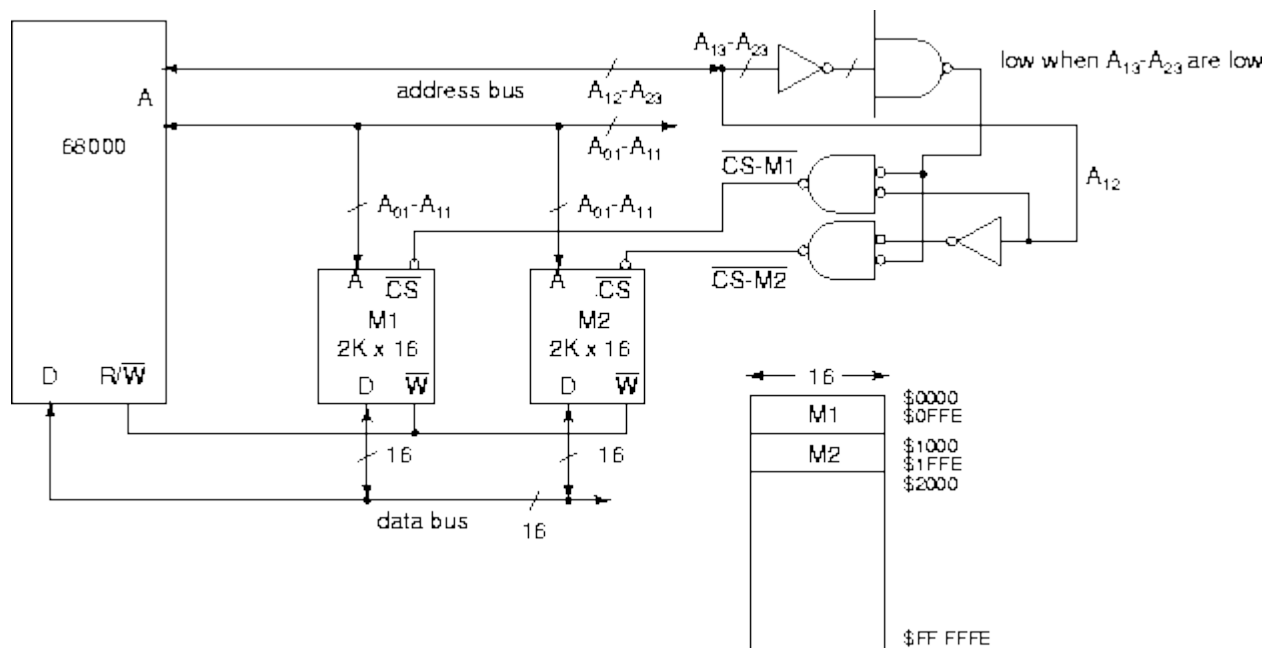 A₁₃-A₂₃
low when A₁₃-A₂₃ are low
A
address bus
A₁₂-A₂₃
68000
A₀₁-A₁₁
CS-M1
A₁₂
A₀₁-A₁₁
A₀₁-A₁₁
CS-M2
A
CS
A
CS
M1
M2
2K x 16
2K x 16
D
R/W
D
W
D
W
16
$0000
M1
$0FFE
16
16
M2
$1000
$1FFE
$2000
data bus
16
$FF FFFE